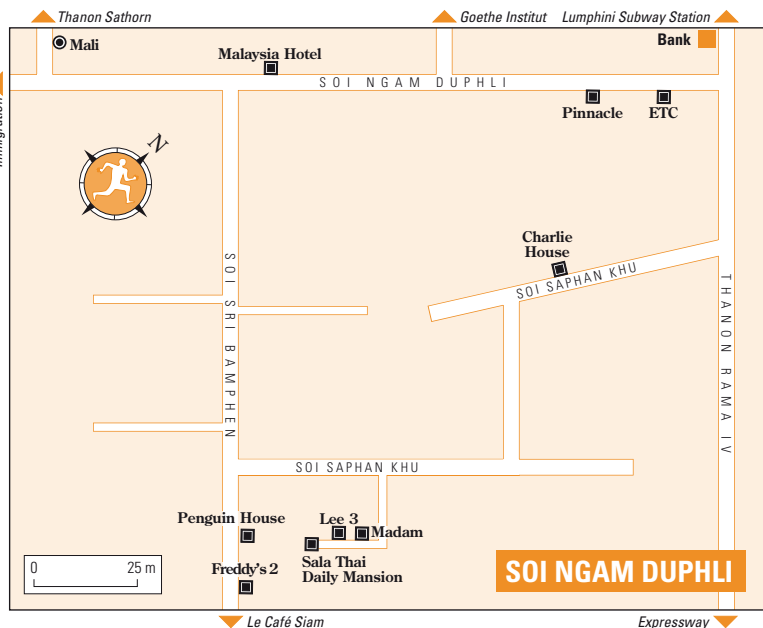 Thanon Sathorn
Goethe Institut
Lumphini Subway Station
Mali
Bank
Malaysia Hotel
SOI NGAM DUPHLI
Immigration
Pinnacle
ETC
N
Charlie
House
SOI SAPHAN KHU
SOI SRI BAMPHEN
THANON RAMA IV
SOI SAPHAN KHU
Penguin House
Lee 3
Madam
Sala Thai
Daily Mansion
Freddy's 2
0 25 m
SOI NGAM DUPHLI
Le Café Siam
Expressway